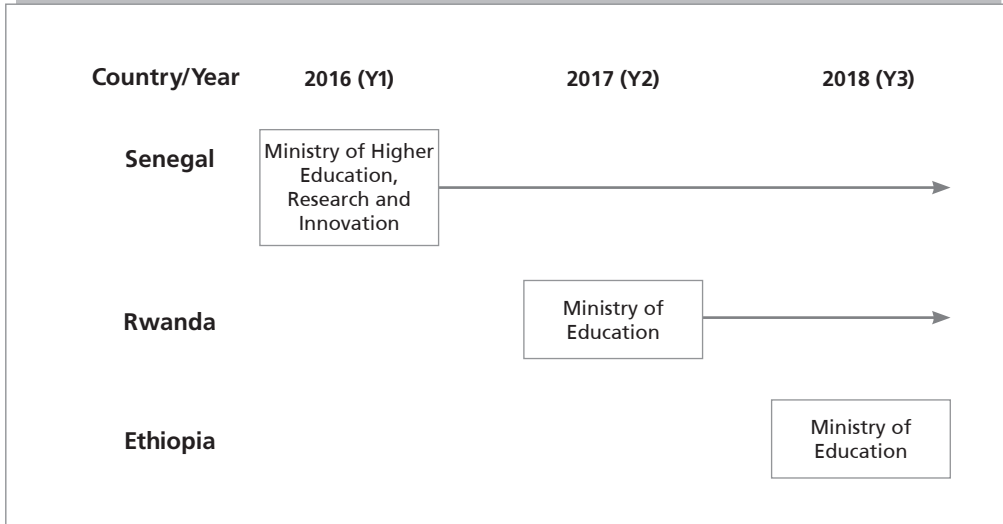 Country/Year 2016 (Y1) 2017 (Y2) 2018 (Y3)
Senegal
Ministry of Higher
Education,
Research and
Innovation
Rwanda
Ministry of
Education
Ethiopia
Ministry of
Education